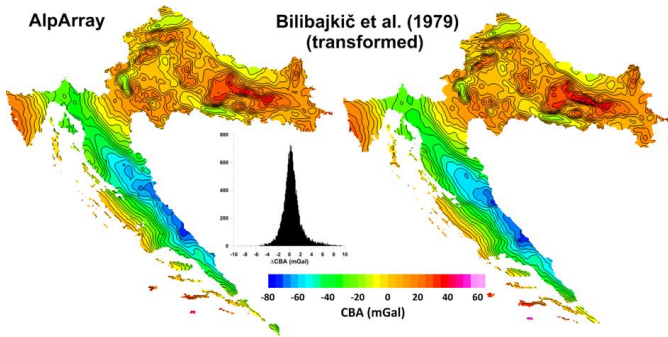 AlpArray
Bilibajkič et al. (1979)
(transformed)
800
600
400
200
0
-10 -8 -6 -4 -2 0 2 4 6 8 10
ΔCBA (mGal)
-80 -60 -40 -20 0 20 40 60
CBA (mGal)